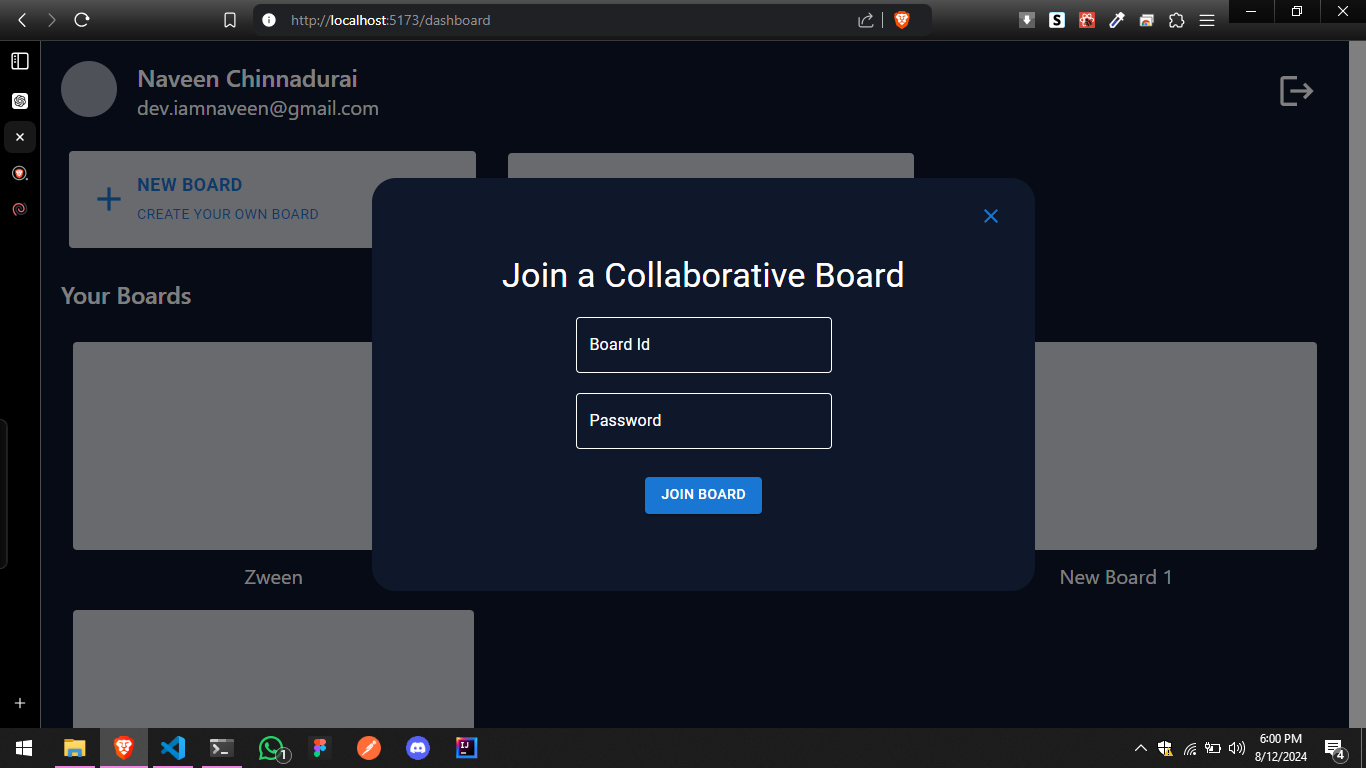 http://localhost:5173/dashboard
Naveen Chinnadurai
dev.iamnaveen@gmail.com
NEW BOARD
CREATE YOUR OWN BOARD
Your Boards
Join a Collaborative Board
Board Id
Password
JOIN BOARD
Zween
New Board 1
1
6:00 PM
8/12/2024
4